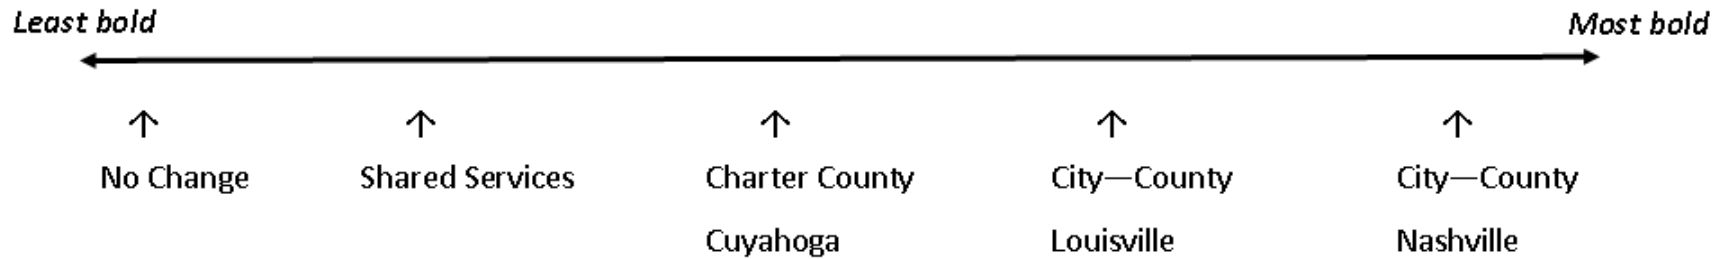 Least bold Most bold
No Change Shared Services Charter County City—County City—County
Cuyahoga Louisville Nashville